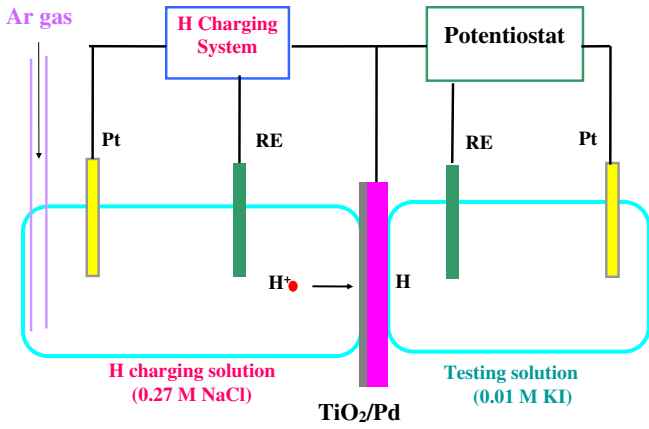 Ar gas
H Charging
System
Potentiostat
Pt
RE
RE
Pt
H⁺
H
H charging solution
(0.27 M NaCl)
Testing solution
(0.01 M KI)
TiO₂/Pd